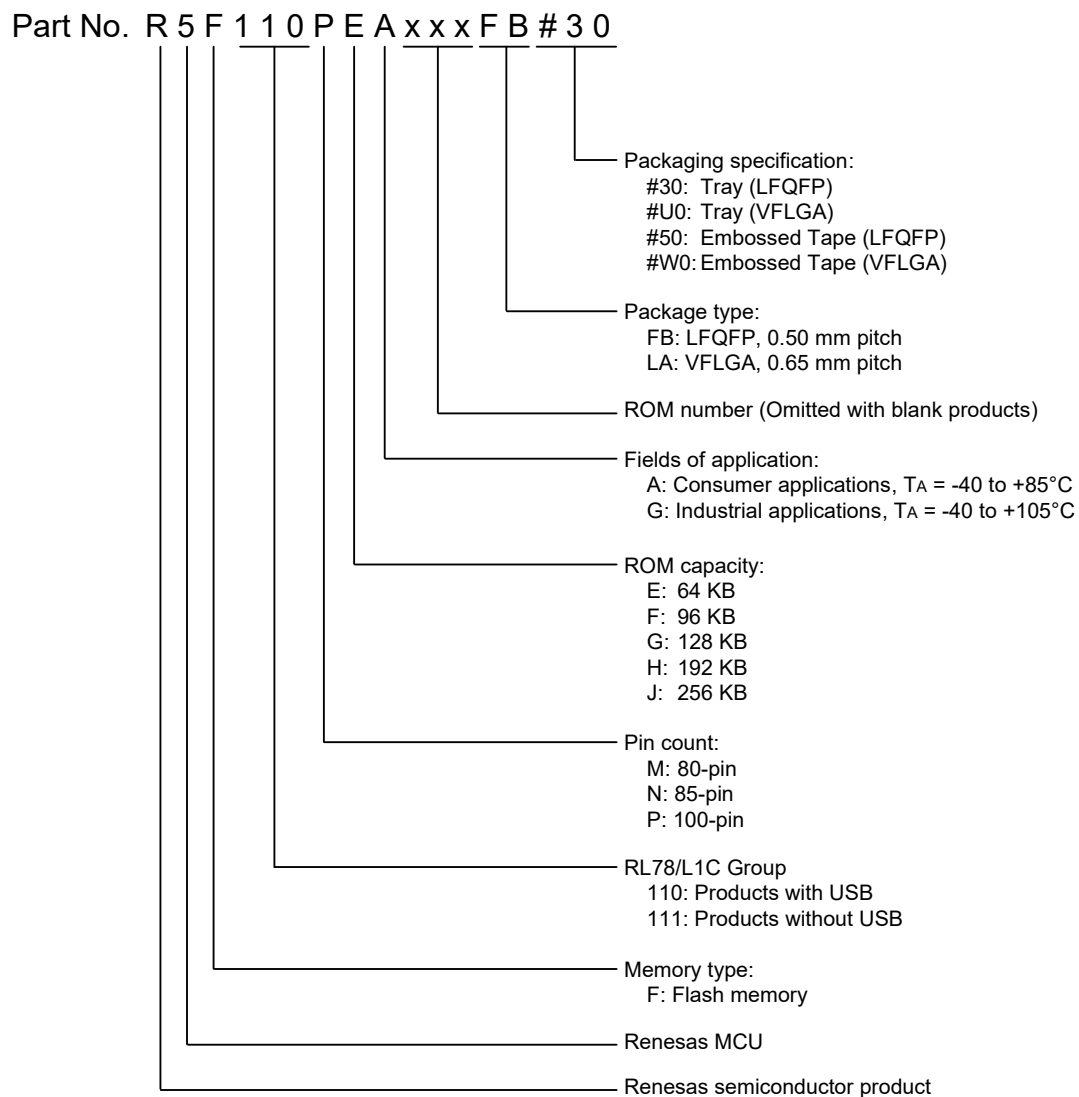 Part No. R 5 F 1 1 0 P E A x x x F B # 3 0
Packaging specification:
#30: Tray (LFQFP)
#U0: Tray (VFLGA)
#50: Embossed Tape (LFQFP)
#W0: Embossed Tape (VFLGA)
Package type:
FB: LFQFP, 0.50 mm pitch
LA: VFLGA, 0.65 mm pitch
ROM number (Omitted with blank products)
Fields of application:
A: Consumer applications, TA = -40 to +85°C
G: Industrial applications, TA = -40 to +105°C
ROM capacity:
E: 64 KB
F: 96 KB
G: 128 KB
H: 192 KB
J: 256 KB
Pin count:
M: 80-pin
N: 85-pin
P: 100-pin
RL78/L1C Group
110: Products with USB
111: Products without USB
Memory type:
F: Flash memory
Renesas MCU
Renesas semiconductor product